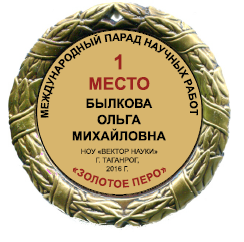 МЕЖДУНАРОДНЫЙ ПАРАД НАУЧНЫХ РАБОТ
1
МЕСТО
БЫЛКОВА
ОЛЬГА
МИХАЙЛОВНА
НОУ «ВЕКТОР НАУКИ»
Г. ТАГАНРОГ,
2016 Г.
«ЗОЛОТОЕ ПЕРО»